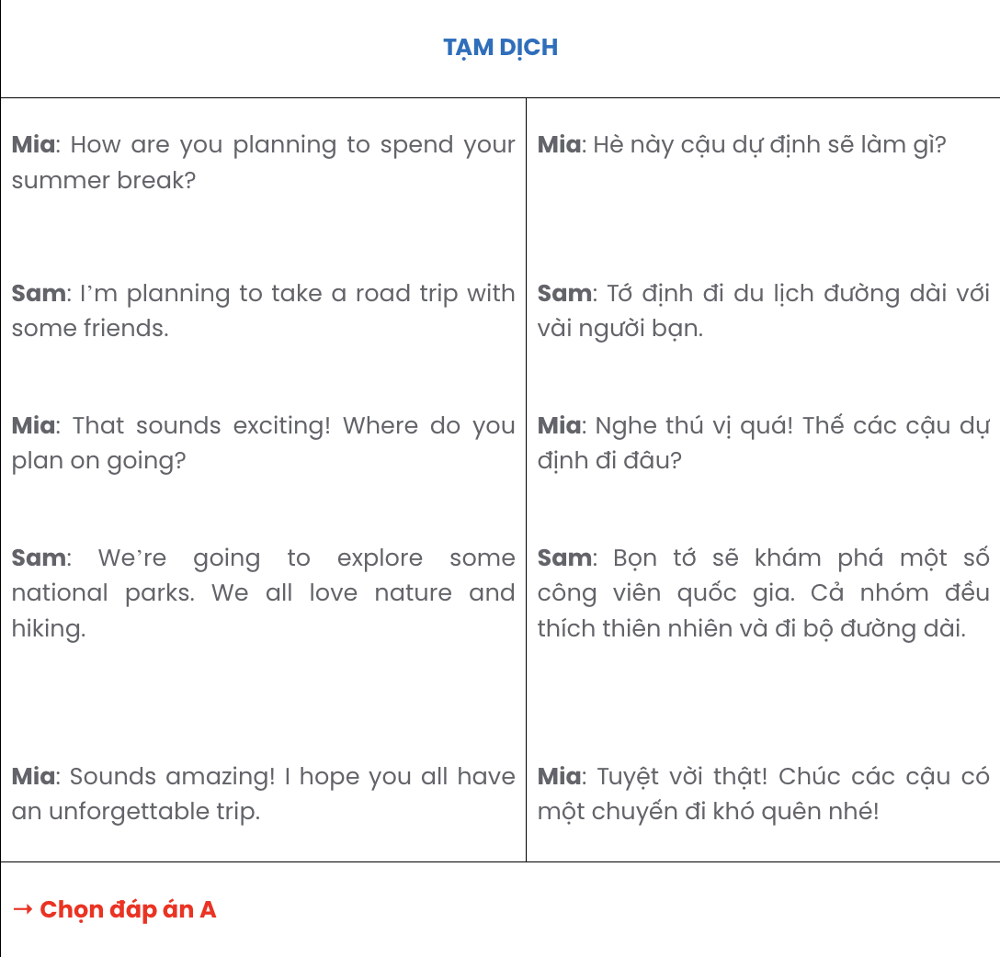 TẠM DỊCH
Mia: How are you planning to spend your
summer break?
Sam: I’m planning to take a road trip with
some friends.
Mia: That sounds exciting! Where do you
plan on going?
Sam: We’re going to explore some
national parks. We all love nature and
hiking.
Mia: Sounds amazing! I hope you all have
an unforgettable trip.
Mia: Hè này cậu dự định sẽ làm gì?
Sam: Tớ định đi du lịch đường dài với
vài người bạn.
Mia: Nghe thú vị quá! Thế các cậu dự
định đi đâu?
Sam: Bọn tớ sẽ khám phá một số
công viên quốc gia. Cả nhóm đều
thích thiên nhiên và đi bộ đường dài.
Mia: Tuyệt vời thật! Chúc các cậu có
một chuyến đi khó quên nhé!
→ Chọn đáp án A